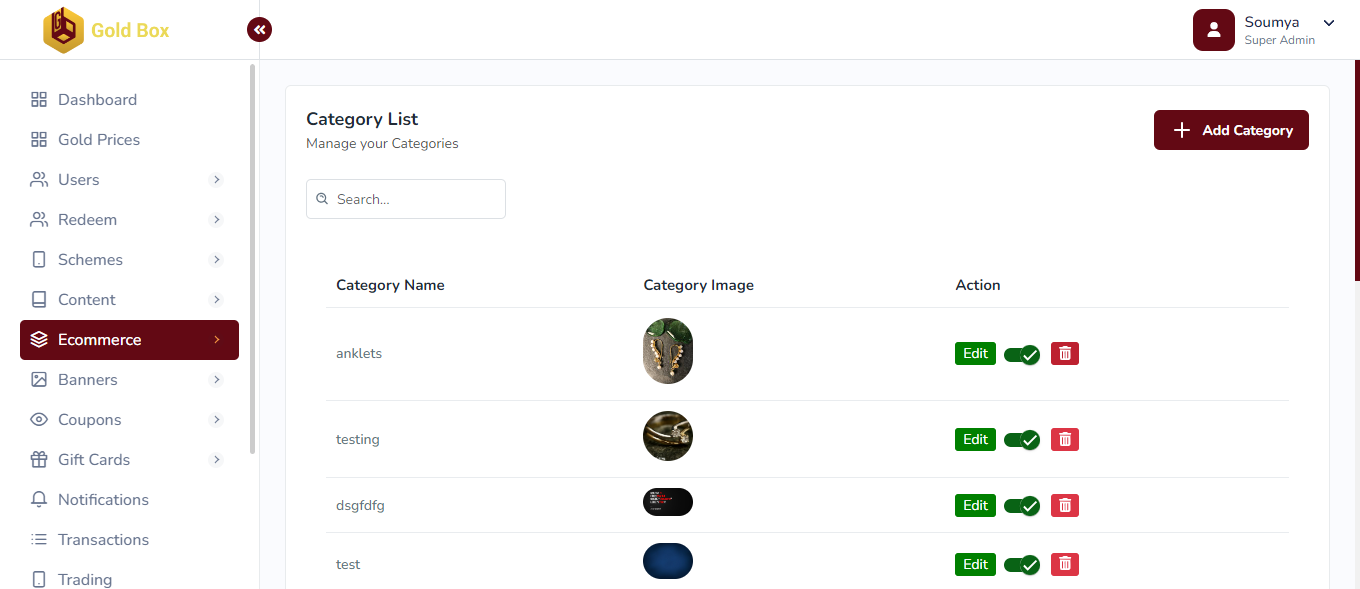 Gold Box
Soumya
Super Admin
Dashboard
Gold Prices
Users
Redeem
Schemes
Content
Ecommerce
Banners
Coupons
Gift Cards
Notifications
Transactions
Trading
Category List
Manage your Categories
Add Category
Search...
Category Name Category Image Action
anklets Edit
testing Edit
dsgfdfg Edit
test Edit